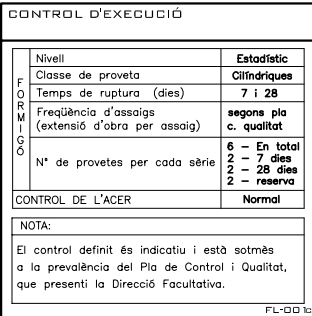 CONTROL D'EXECUCIÓ
FORMIGÓ
Nivell Estadístic
Classe de proveta Cilíndriques
Temps de ruptura (dies) 7 i 28
Freqüència d'assaigs segons pla
(extensió d'obra per assaig) c. qualitat
N° de provetes per cada sèrie
6 – En total
2 – 7 dies
2 – 28 dies
2 – reserva
CONTROL DE L'ACER Normal
NOTA:
El control definit és indicatiu i està sotmès
a la prevalència del Pla de Control i Qualitat,
que presenti la Direcció Facultativa.
FL-001c